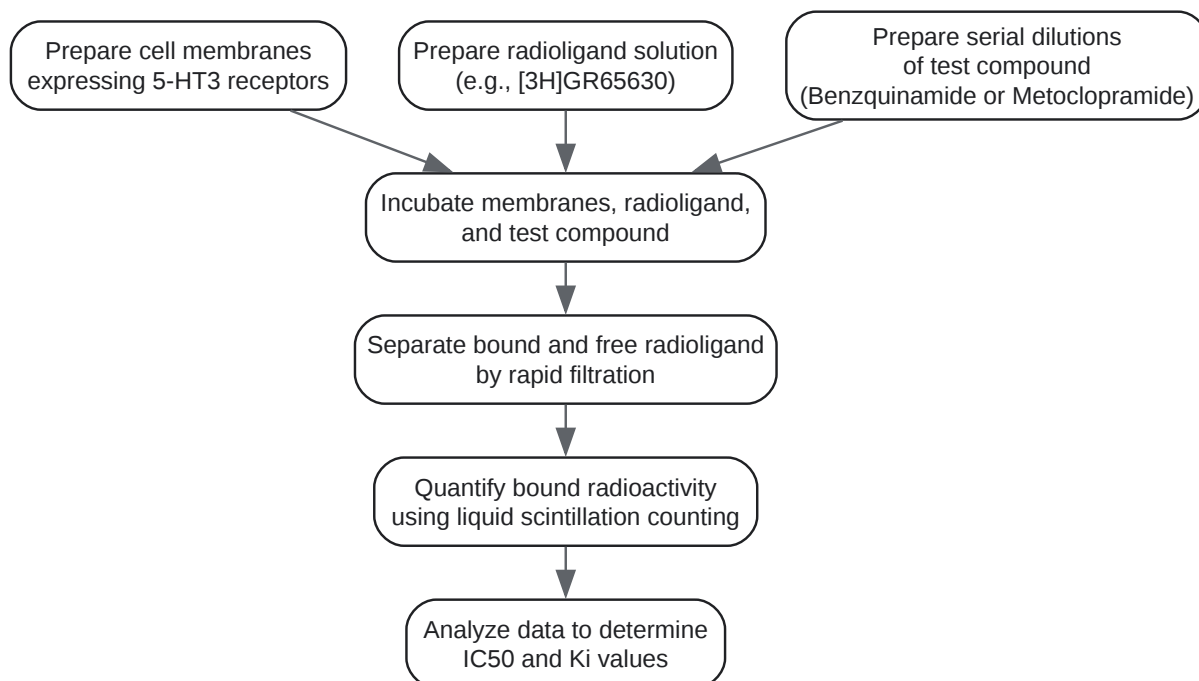 Prepare cell membranes
expressing 5-HT3 receptors
Prepare radioligand solution
(e.g., [3H]GR65630)
Prepare serial dilutions
of test compound
(Benzquinamide or Metoclopramide)
Incubate membranes, radioligand,
and test compound
Separate bound and free radioligand
by rapid filtration
Quantify bound radioactivity
using liquid scintillation counting
Analyze data to determine
IC50 and Ki values